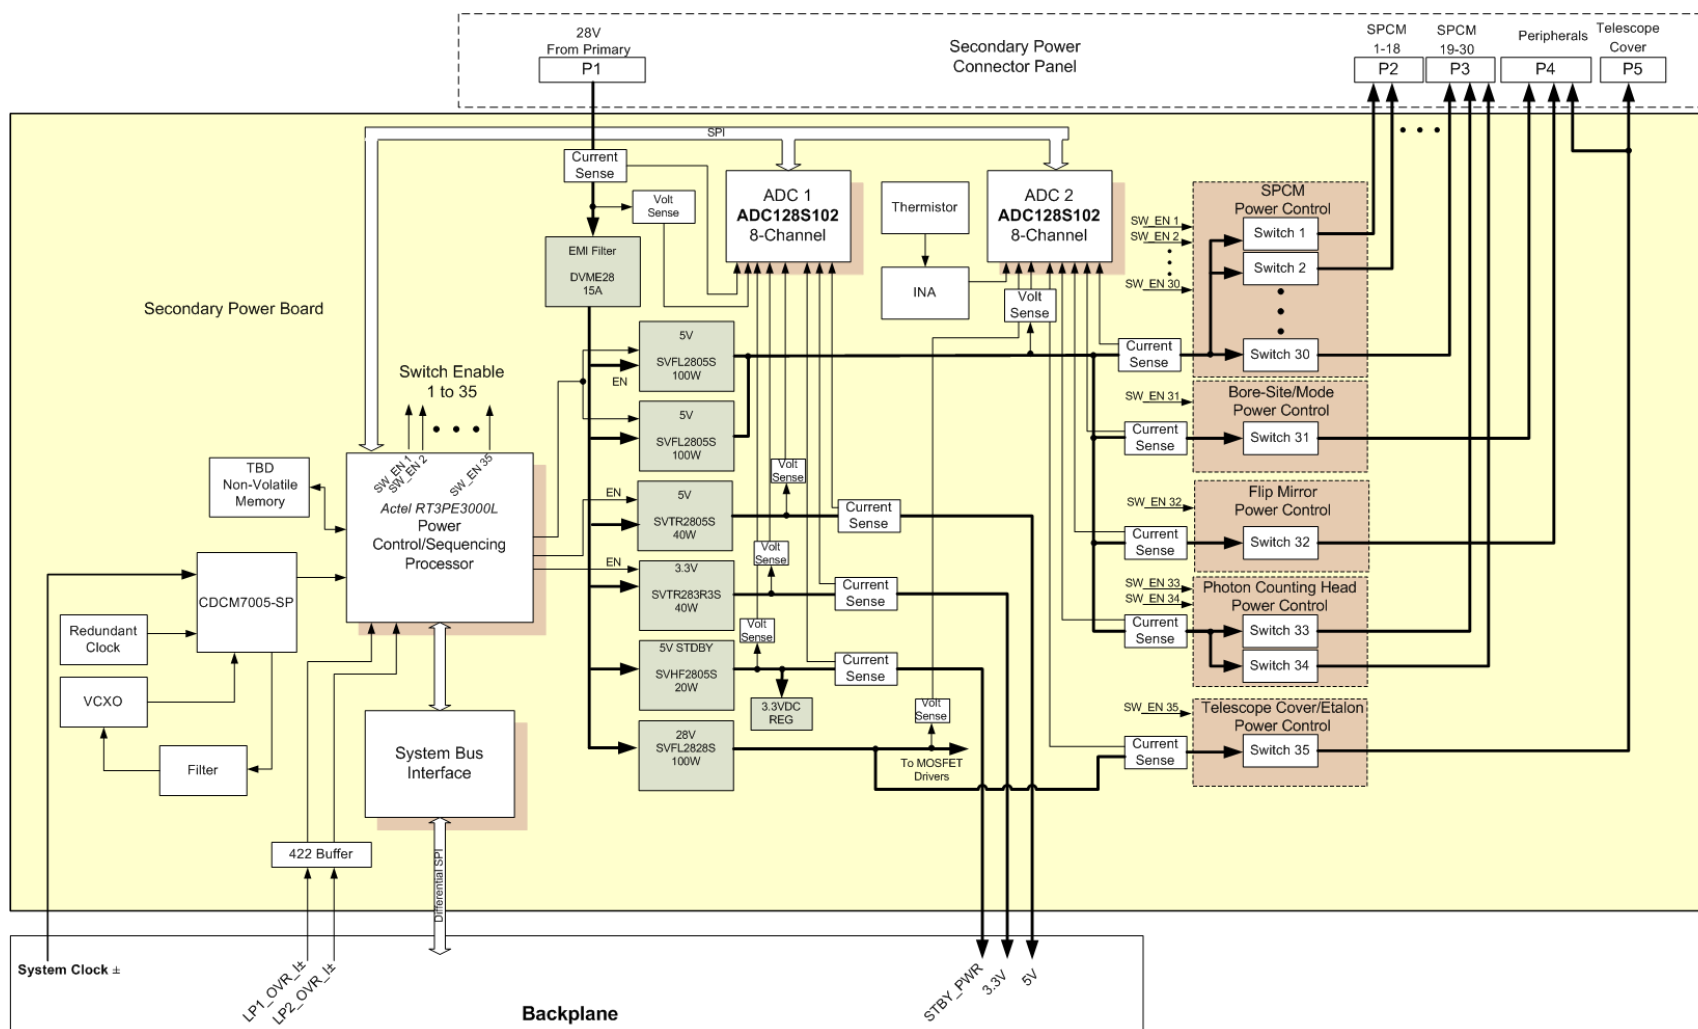 28V
From Primary
P1
Secondary Power
Connector Panel
SPCM
1-18
P2
SPCM
19-30
P3
Peripherals
P4
Telescope
Cover
P5
SPI
Current
Sense
Volt
Sense
ADC 1
ADC128S102
8-Channel
Thermistor
INA
ADC 2
ADC128S102
8-Channel
Volt
Sense
EMI Filter
DVME28
15A
Secondary Power Board
SW_EN 1
SW_EN 2
SW_EN 30
SPCM
Power Control
Switch 1
Switch 2
Switch 30
Current
Sense
5V
SVFL2805S
100W
EN
5V
SVFL2805S
100W
Switch Enable
1 to 35
SW_EN 1
SW_EN 2
SW_EN 35
SW_EN 31
Bore-Site/Mode
Power Control
Switch 31
Current
Sense
TBD
Non-Volatile
Memory
Actel RT3PE3000L
Power
Control/Sequencing
Processor
EN
5V
SVTR2805S
40W
Volt
Sense
Current
Sense
SW_EN 32
Flip Mirror
Power Control
Switch 32
Current
Sense
EN
3.3V
SVTR283R3S
40W
Volt
Sense
Current
Sense
SW_EN 33
SW_EN 34
Photon Counting Head
Power Control
Switch 33
Switch 34
Current
Sense
CDCM7005-SP
Redundant
Clock
VCXO
Filter
Volt
Sense
5V STDBY
SVHF2805S
20W
Current
Sense
3.3VDC
REG
System Bus
Interface
28V
SVFL2828S
100W
Volt
Sense
To MOSFET
Drivers
SW_EN 35
Telescope Cover/Etalon
Power Control
Switch 35
Current
Sense
422 Buffer
Differential SPI
System Clock ±
LP1_OVR_I±
LP2_OVR_I±
STBY_PWR
3.3V
5V
Backplane